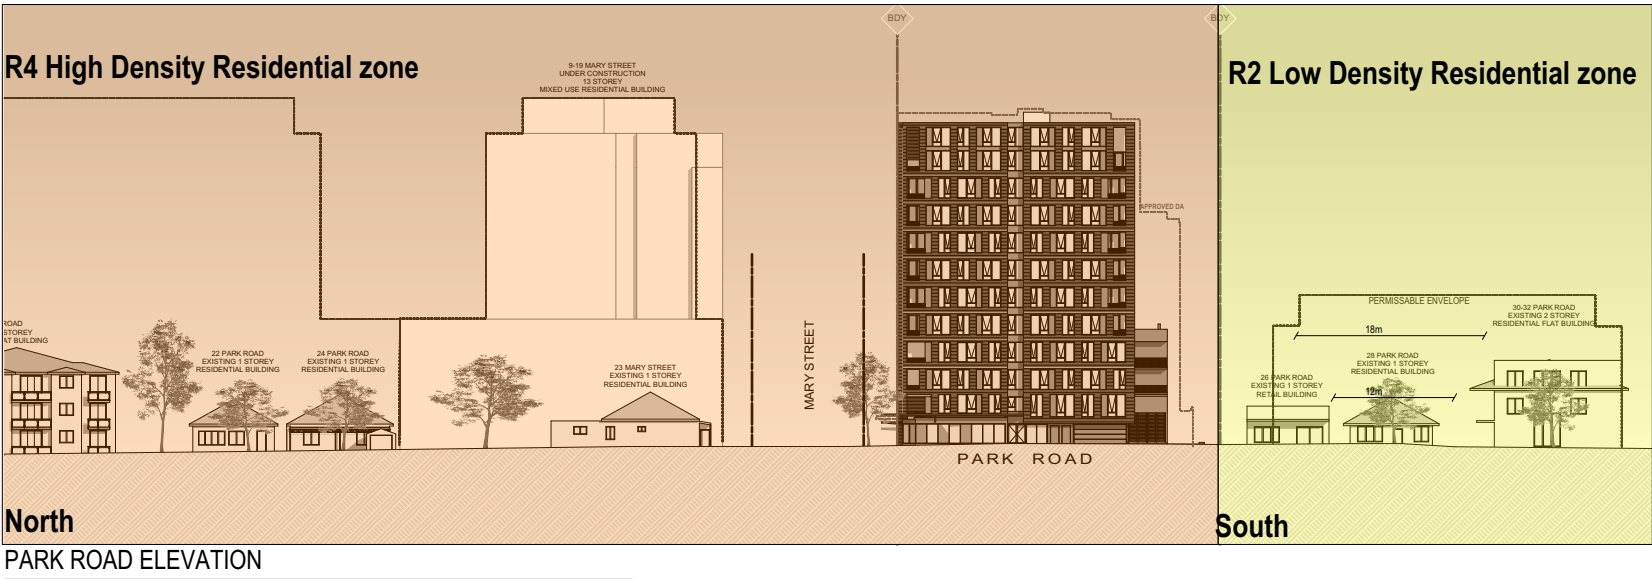 BDY
BDY
R4 High Density Residential zone
R2 Low Density Residential zone
9-19 MARY STREET
UNDER CONSTRUCTION
13 STOREY
MIXED USE RESIDENTIAL BUILDING
APPROVED DA
PERMISSABLE ENVELOPE
30-32 PARK ROAD
EXISTING 2 STOREY
RESIDENTIAL FLAT BUILDING
18m
ROAD
STOREY
AT BUILDING
22 PARK ROAD
EXISTING 1 STOREY
RESIDENTIAL BUILDING
24 PARK ROAD
EXISTING 1 STOREY
RESIDENTIAL BUILDING
23 MARY STREET
EXISTING 1 STOREY
RESIDENTIAL BUILDING
MARY STREET
28 PARK ROAD
EXISTING 1 STOREY
RESIDENTIAL BUILDING
26 PARK ROAD
EXISTING 1 STOREY
RETAIL BUILDING
12m
PARK ROAD
North
South
PARK ROAD ELEVATION